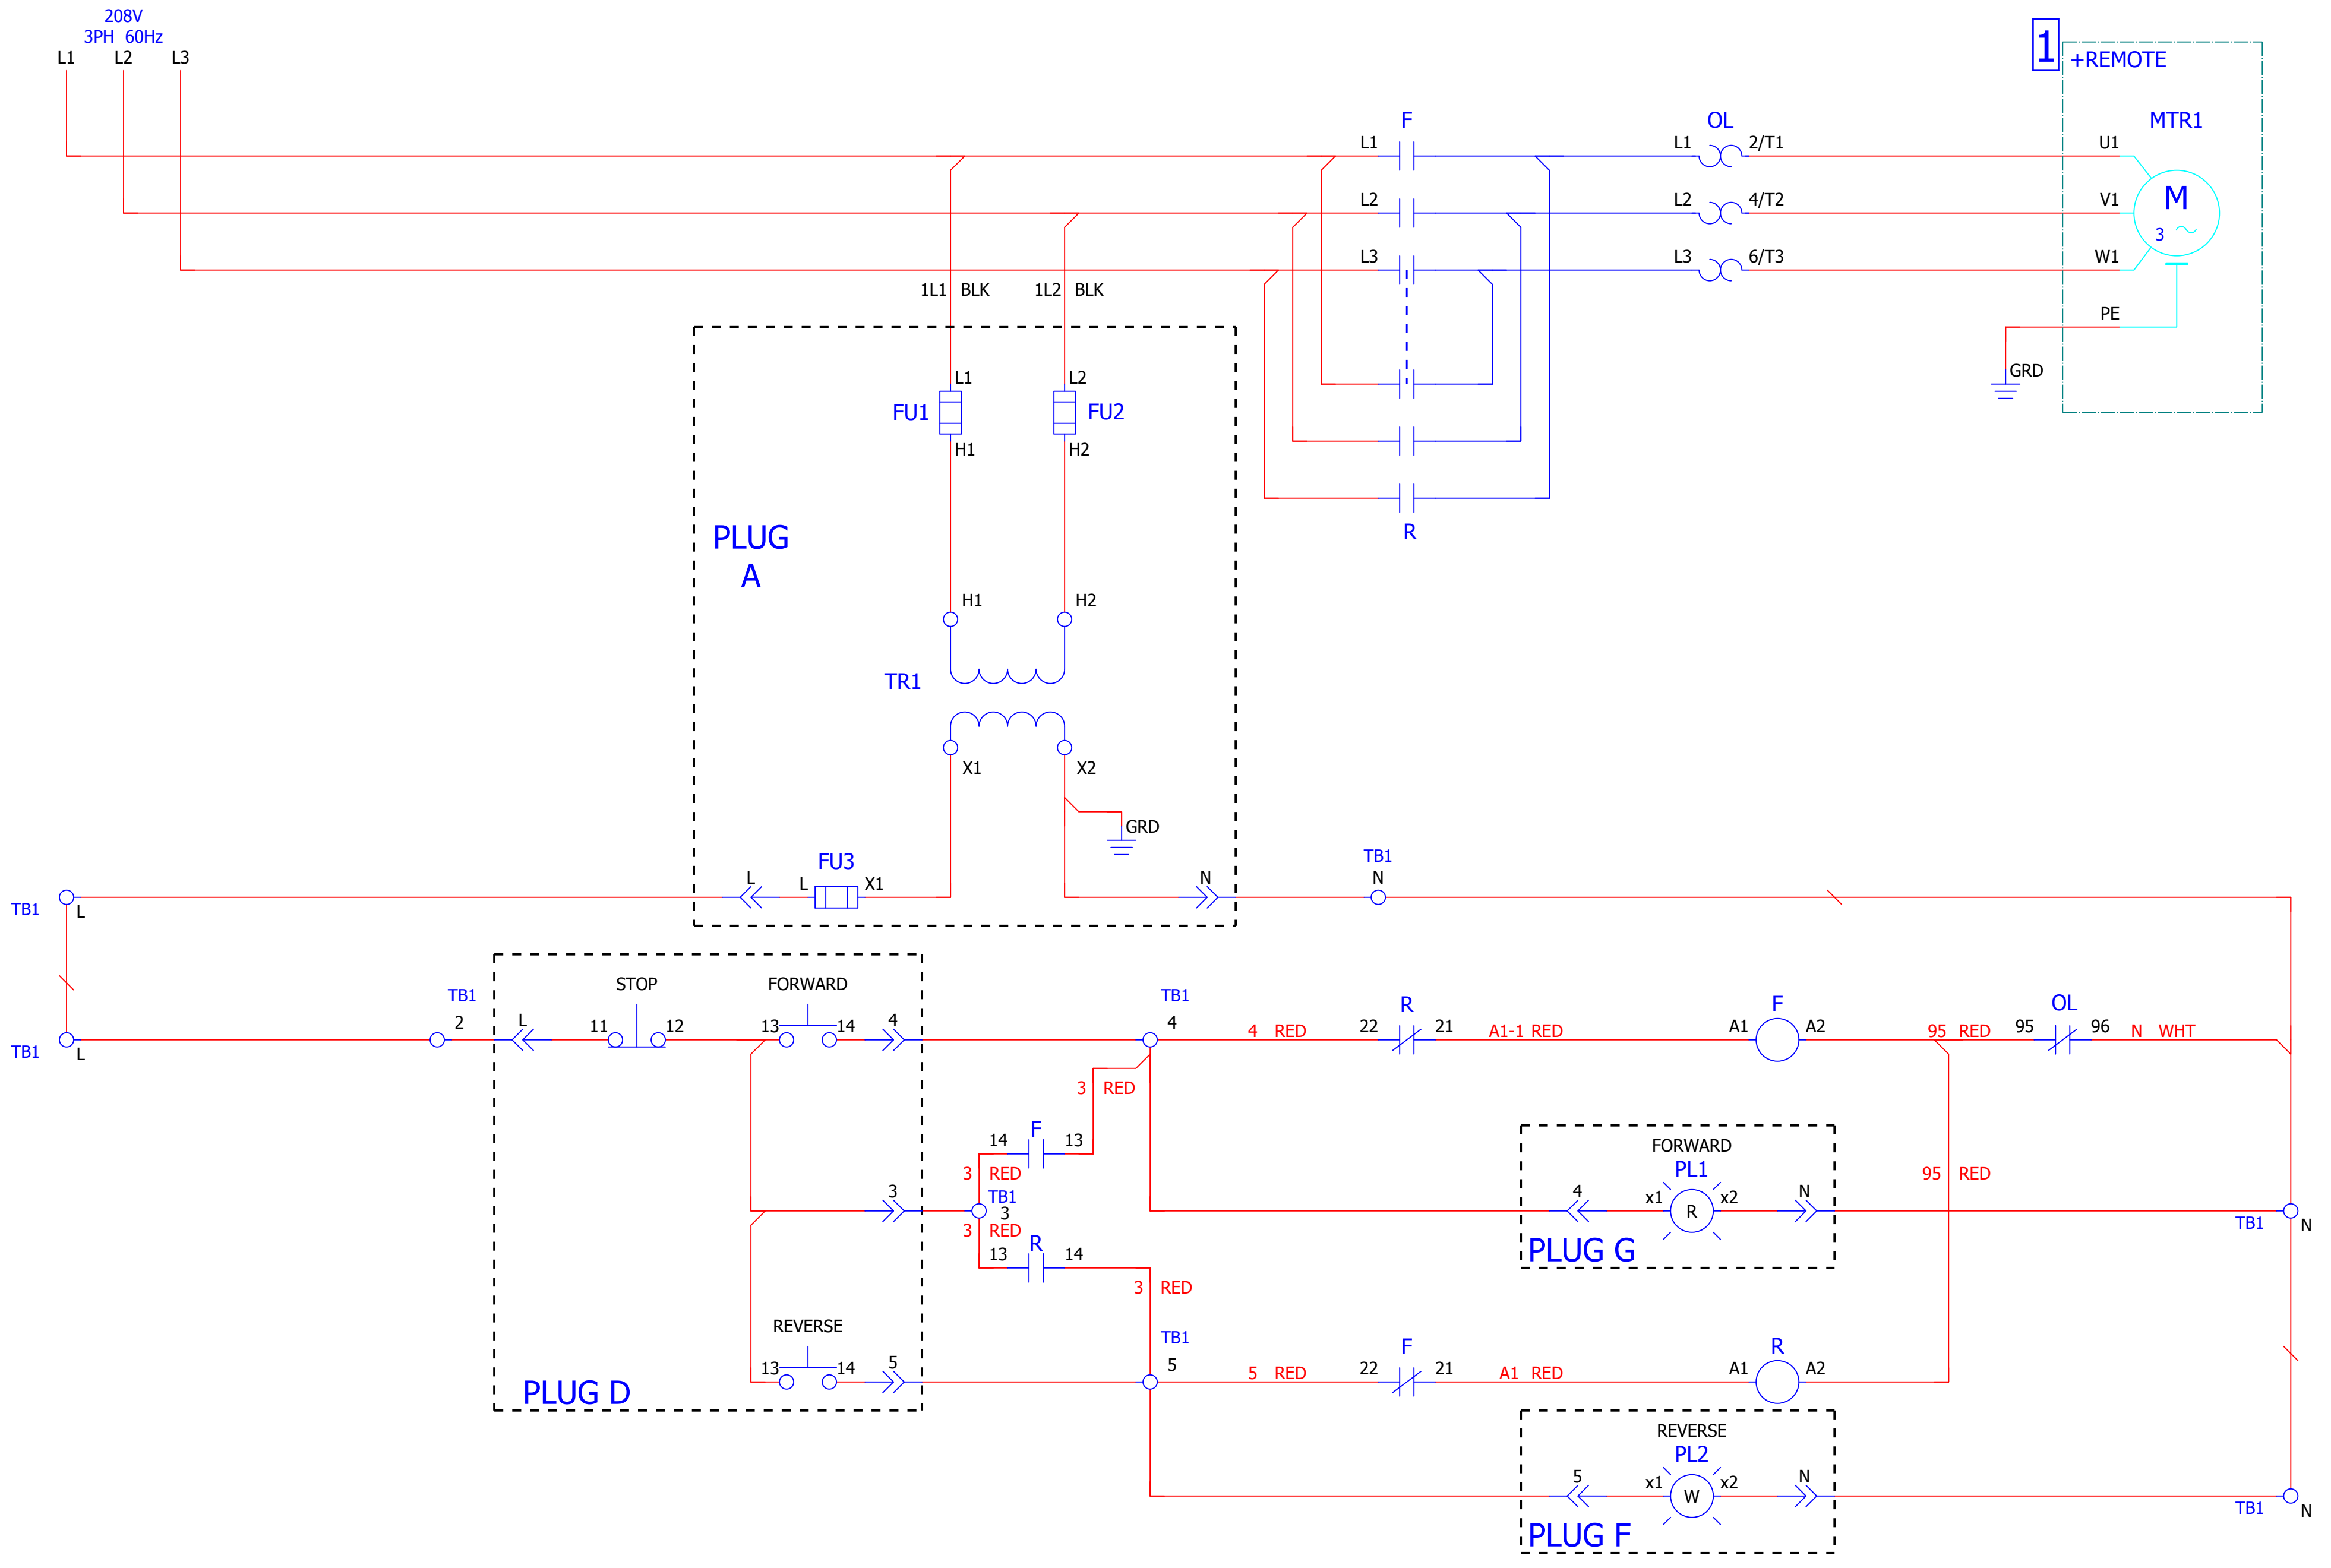 208V
3PH 60Hz
L1 L2 L3
1
+REMOTE
F OL MTR1
L1 L1 2/T1 U1
L2 L2 4/T2 V1
M
3
L3 L3 6/T3 W1
1L1 BLK 1L2 BLK
PE
GRD
L1 L2
FU1 FU2
H1 H2
R
PLUG
A
H1 H2
TR1
X1 X2
GRD
FU3
TB1
L L X1 N N
TB1 L
STOP FORWARD
TB1 TB1 R F OL
2 L 11 12 13 14 4 4
4 RED 22 21 A1-1 RED A1 A2 95 RED 95 96 N WHT
TB1 L
3 RED
F
14 13
FORWARD
PL1
3 RED
95 RED
3 TB1
3
4 x1 R x2 N
TB1 N
3 RED
R
13 14
PLUG G
3 RED
REVERSE
TB1 F R
13 14 5 5
5 RED 22 21 A1 RED A1 A2
PLUG D
REVERSE
PL2
5 x1 W x2 N
TB1 N
PLUG F